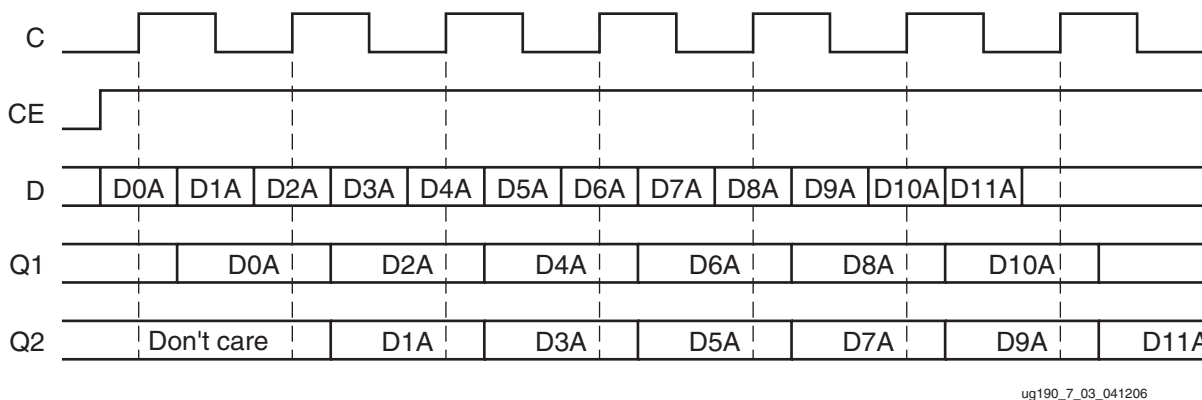 C
CE
D D0A D1A D2A D3A D4A D5A D6A D7A D8A D9A D10A D11A
Q1 D0A D2A D4A D6A D8A D10A
Q2 Don't care D1A D3A D5A D7A D9A D11A
ug190_7_03_041206